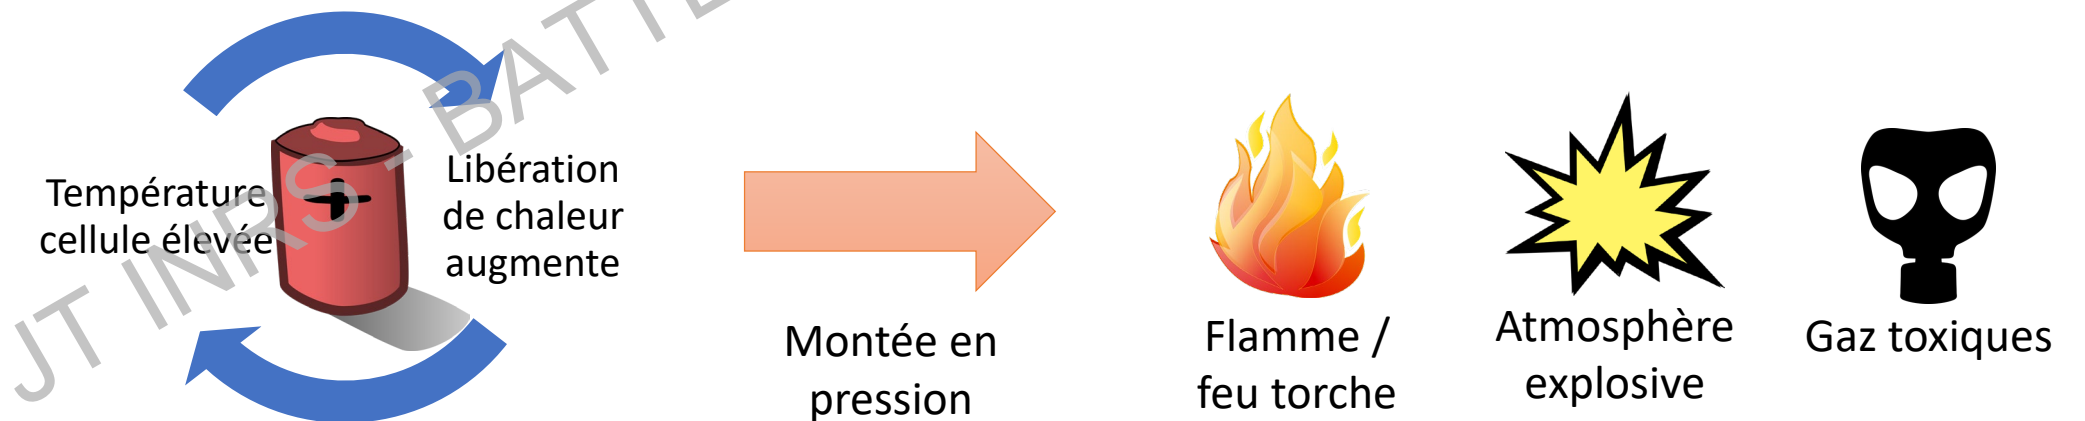 Température
cellule élevée
Libération
de chaleur
augmente
Montée en
pression
Flamme /
feu torche
Atmosphère
explosive
Gaz toxiques
JT INRS - BATTE